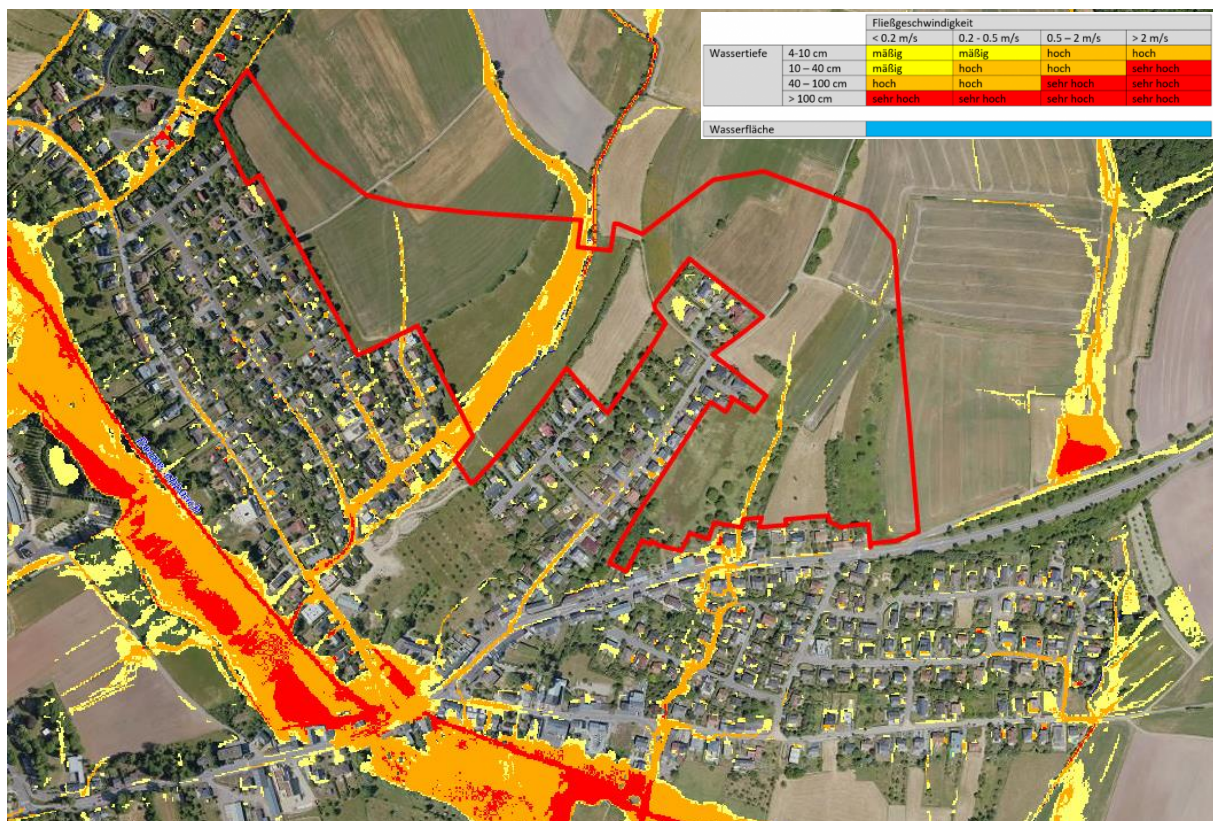 Fließgeschwindigkeit
< 0.2 m/s 0.2 - 0.5 m/s 0.5 – 2 m/s > 2 m/s
Wassertiefe 4-10 cm mäßig mäßig hoch hoch
10 – 40 cm mäßig hoch hoch sehr hoch
40 – 100 cm hoch hoch sehr hoch sehr hoch
> 100 cm sehr hoch sehr hoch sehr hoch sehr hoch
Wasserfläche